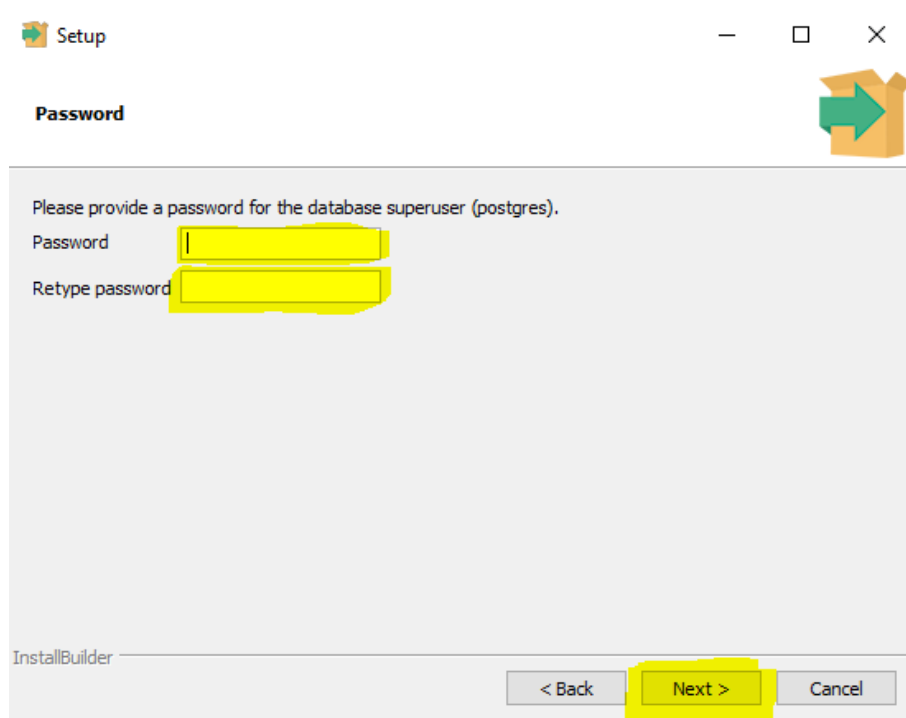 Setup
Password
Please provide a password for the database superuser (postgres).
Password
Retype password
InstallBuilder
< Back Next > Cancel